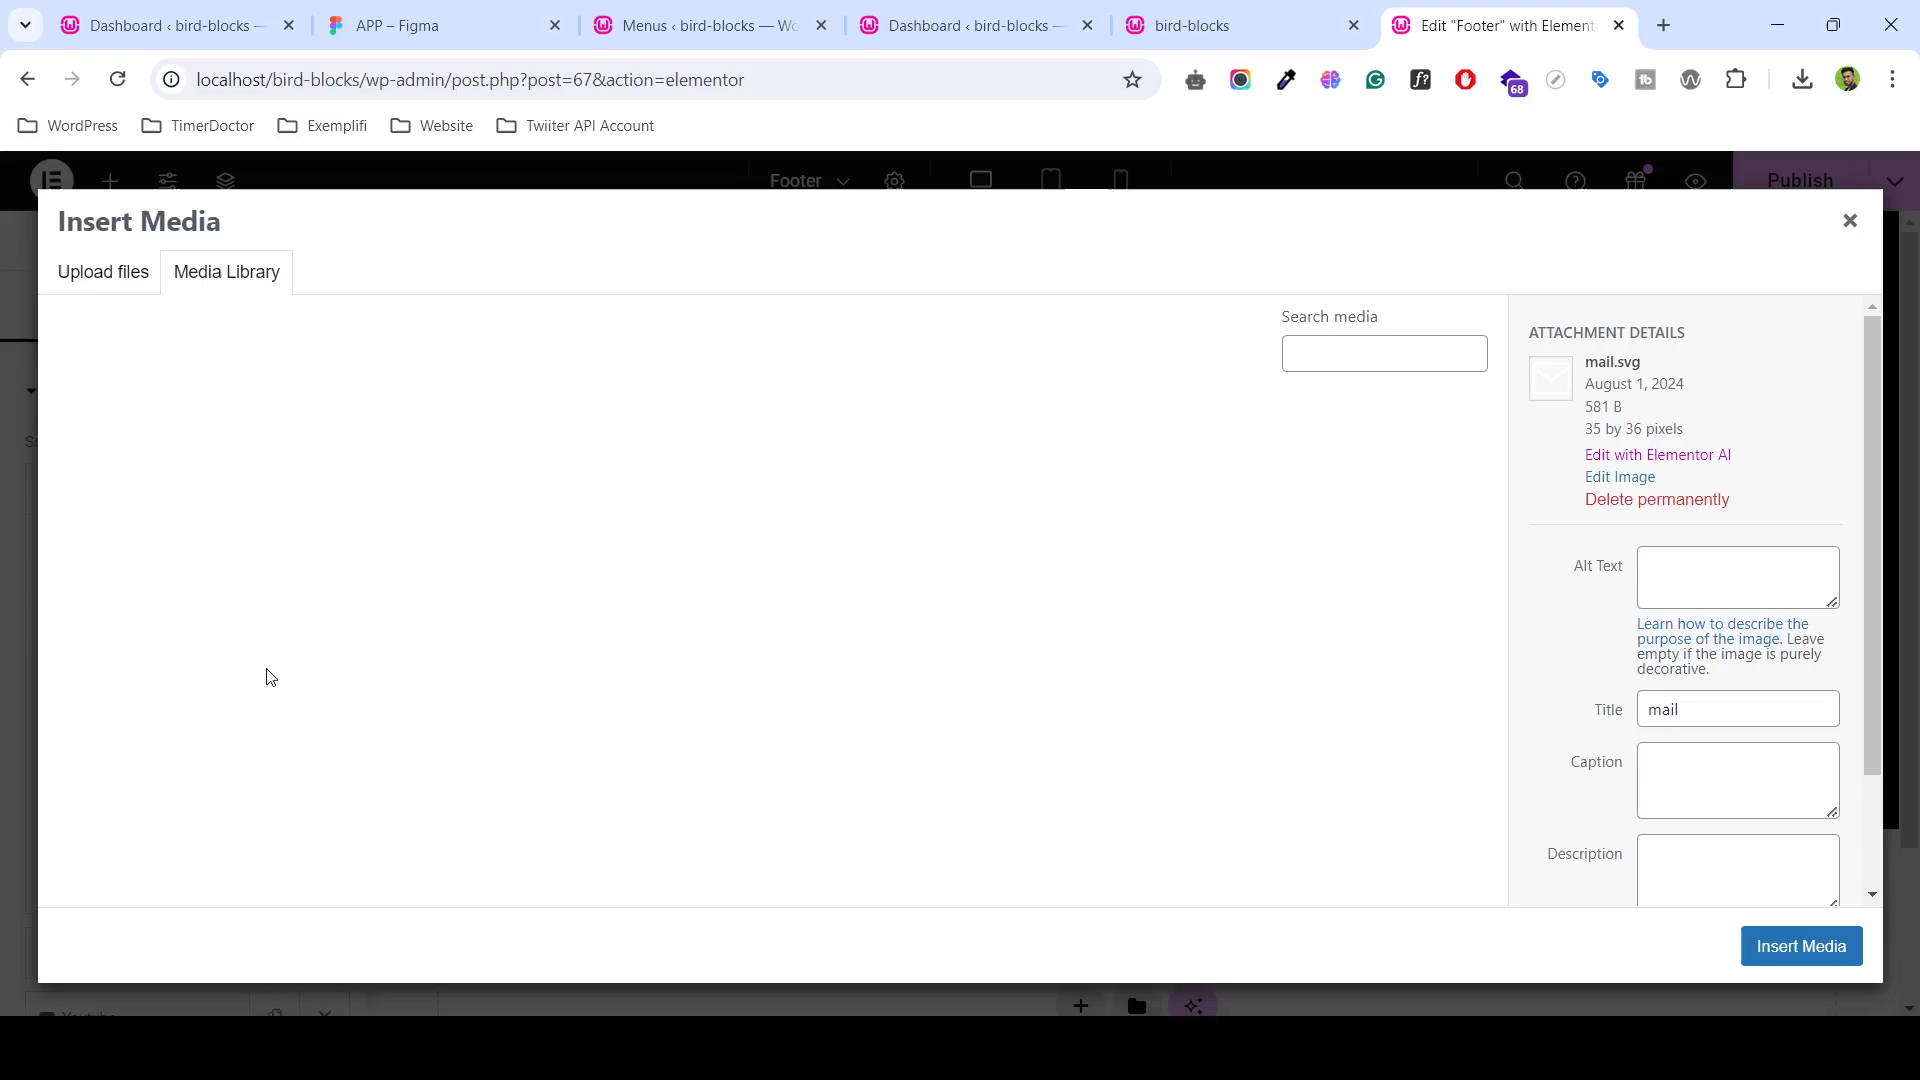 Dashboard ‹ bird-blocks —
APP – Figma
Menus ‹ bird-blocks — Wo
Dashboard ‹ bird-blocks —
bird-blocks
Edit "Footer" with Element
localhost/bird-blocks/wp-admin/post.php?post=67&action=elementor
68
WordPress
TimerDoctor
Exemplifi
Website
Twiiter API Account
Footer
Publish
Insert Media
Upload files
Media Library
Search media
ATTACHMENT DETAILS
mail.svg
August 1, 2024
581 B
35 by 36 pixels
Edit with Elementor AI
Edit Image
Delete permanently
Alt Text
Learn how to describe the
purpose of the image. Leave
empty if the image is purely
decorative.
Title
mail
Caption
Description
Insert Media